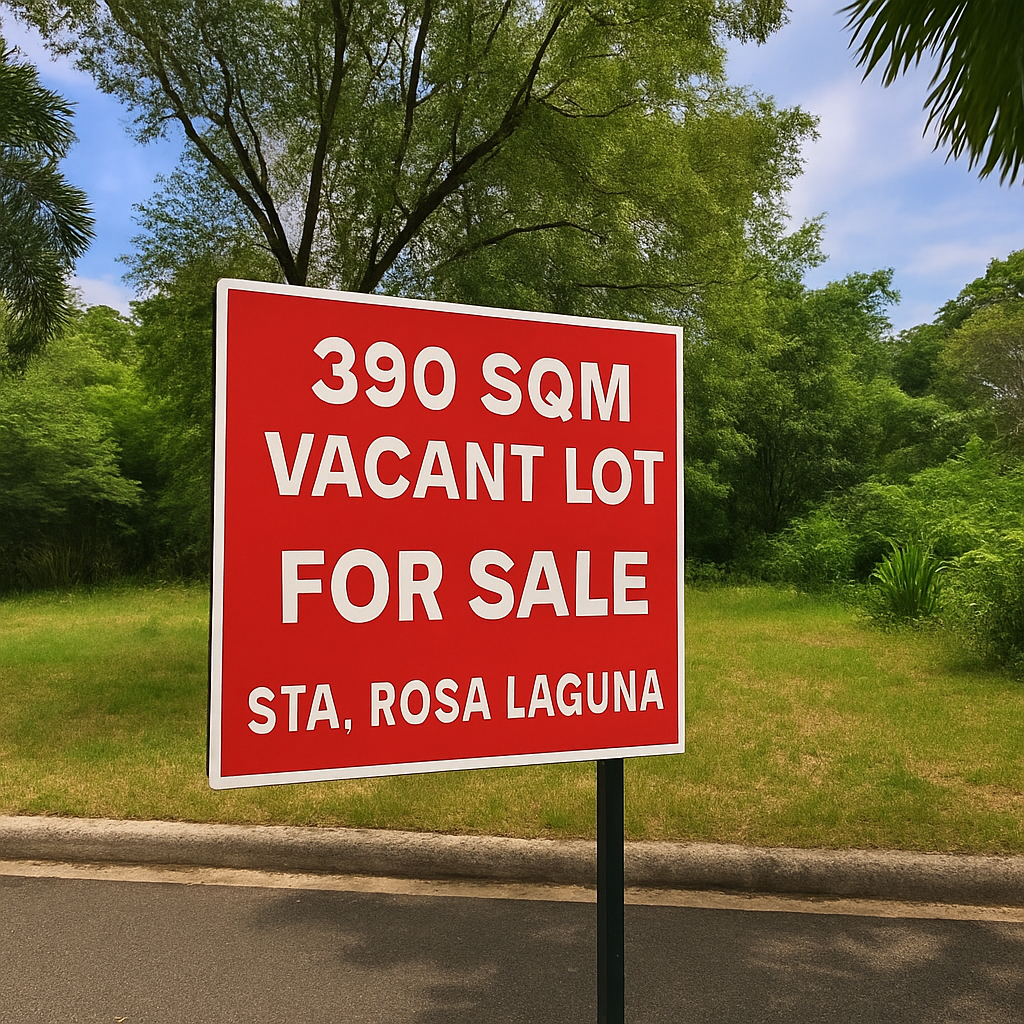 390 SQM
VACANT LOT
FOR SALE
STA, ROSA LAGUNA